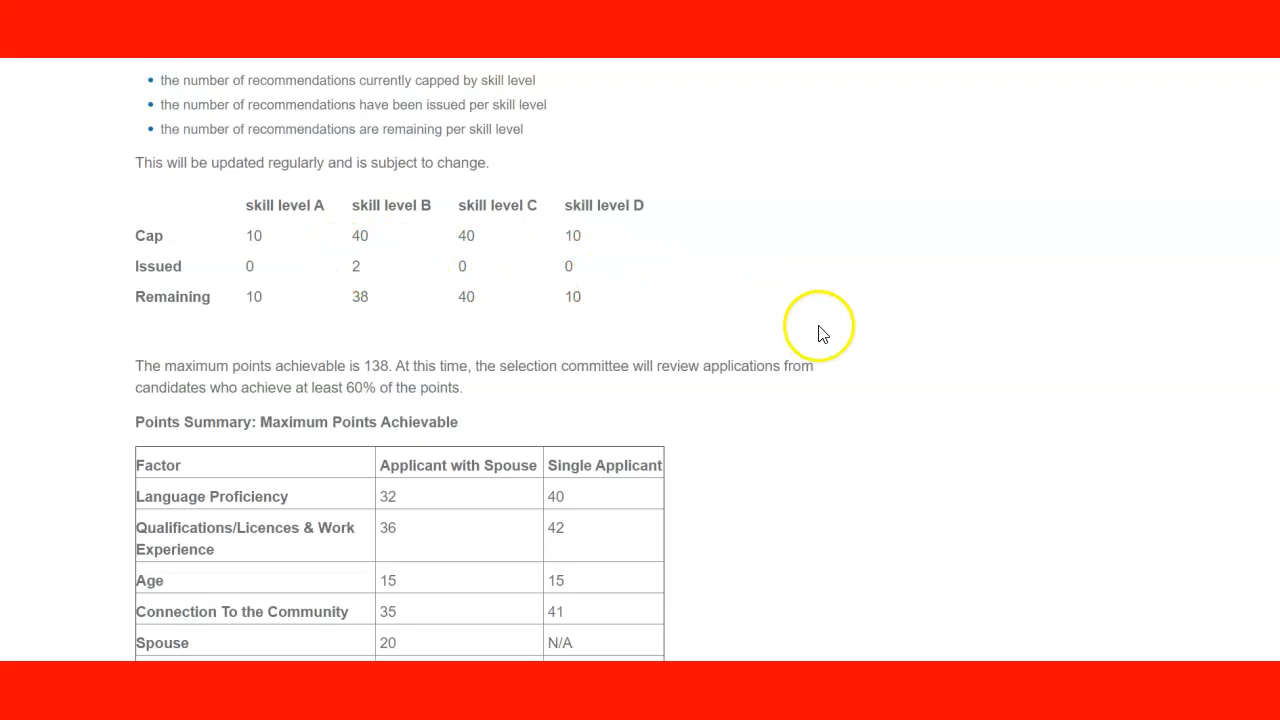 the number of recommendations currently capped by skill level
the number of recommendations have been issued per skill level
the number of recommendations are remaining per skill level
This will be updated regularly and is subject to change.
skill level A skill level B skill level C skill level D
Cap 10 40 40 10
Issued 0 2 0 0
Remaining 10 38 40 10
The maximum points achievable is 138. At this time, the selection committee will review applications from
candidates who achieve at least 60% of the points.
Points Summary: Maximum Points Achievable
Factor Applicant with Spouse Single Applicant
Language Proficiency 32 40
Qualifications/Licences & Work 36 42
Experience
Age 15 15
Connection To the Community 35 41
Spouse 20 N/A